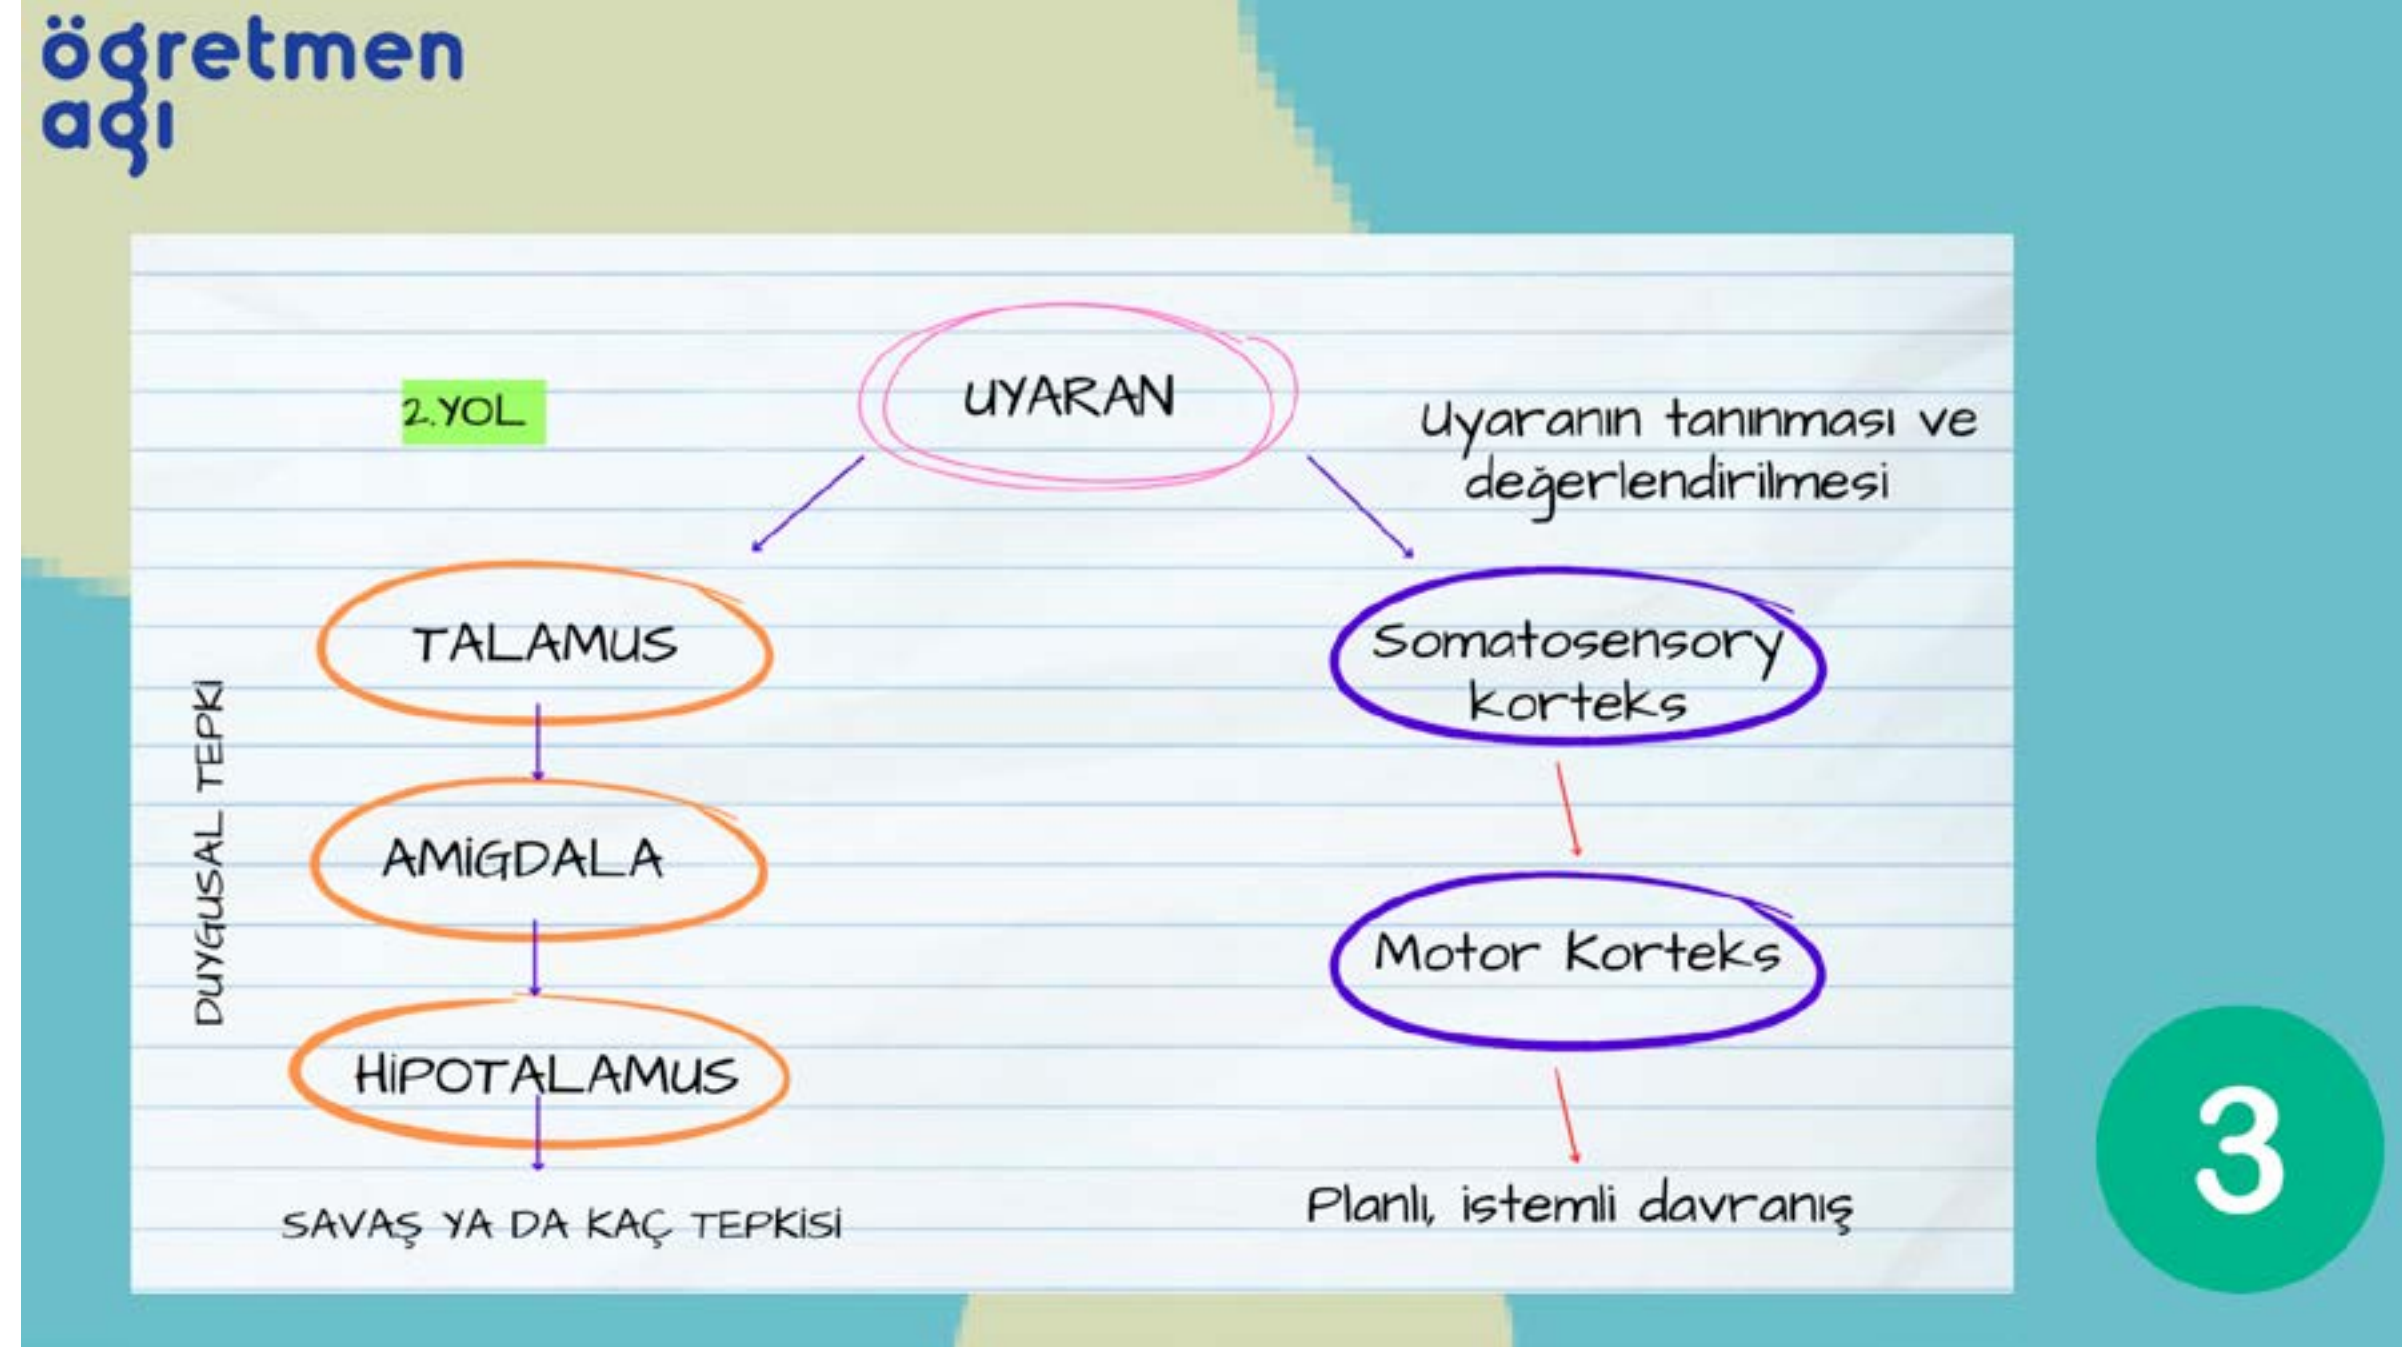 öğretmen
ağı
UYARAN
2.YOL
Uyaranın tanınması ve
değerlendirilmesi
TALAMUS
Somatosensory
korteks
DUYGUSAL TEPKİ
AMİGDALA
Motor Korteks
HİPOTALAMUS
SAVAŞ YA DA KAÇ TEPKİSİ
Planlı, istemli davranış
3